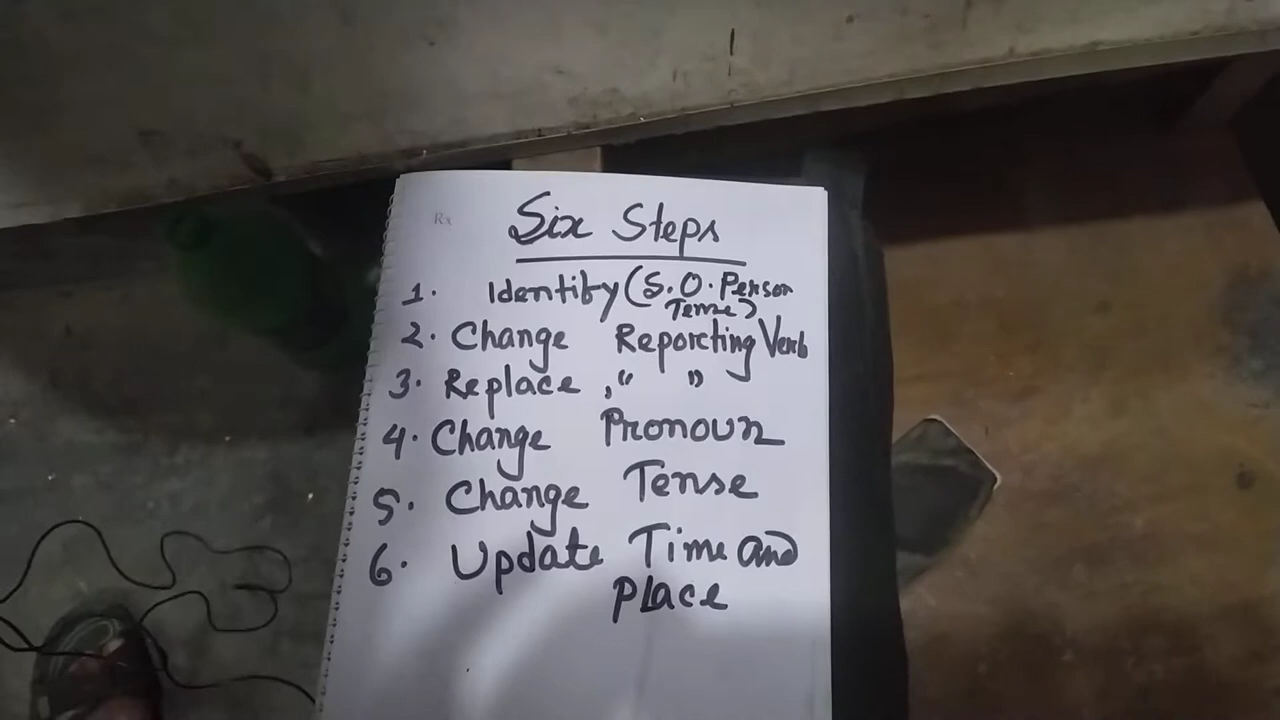 Rx
Six Steps
1. Identify (S.O. Person
Tense)
2. Change Reporting Verb
3. Replace , " "
4. Change Pronoun
5. Change Tense
6. Update Time and
Place